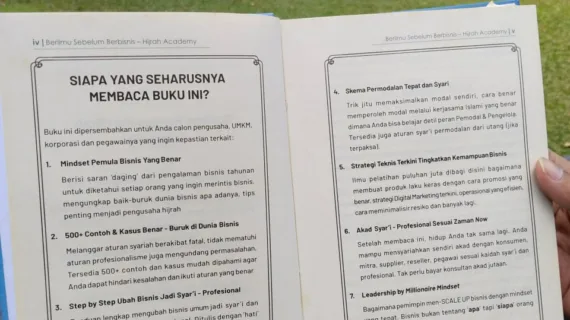 iv | Berilmu Sebelum Berbisnis – Hijrah Academy
SIAPA YANG SEHARUSNYA
MEMBACA BUKU INI?
Buku ini dipersembahkan untuk Anda calon pengusaha, UMKM,
korporasi dan pegawainya yang ingin kepastian terkait:
1. Mindset Pemula Bisnis Yang Benar
Berisi saran 'daging' dari pengalaman bisnis tahunan
untuk diketahui setiap orang yang ingin merintis bisnis,
mengungkap baik-buruk dunia bisnis apa adanya, tips
penting menjadi pengusaha hijrah
2. 500+ Contoh & Kasus Benar - Buruk di Dunia Bisnis
Melanggar aturan syariah berakibat fatal, tidak mematuhi
aturan profesionalisme juga mengundang permasalahan.
Tersedia 500+ contoh dan kasus mudah dipahami agar
Anda dapat hindari kesalahan dan ikuti aturan yang benar
3. Step by Step Ubah Bisnis Jadi Syar'i - Profesional
lengkap mengubah bisnis umum jadi syar'i dan
Ditulis dengan 'hati'
Berilmu Sebelum Berbisnis – Hijrah Academy |
4. Skema Permodalan Tepat dan Syari
Trik jitu memaksimalkan modal sendiri, cara benar
memperoleh modal melalui kerjasama Islami yang benar
dimana Anda bisa belajar detil peran Pemodal & Pengelola.
Tersedia juga aturan syar'i permodalan dari utang (jika
terpaksa).
5. Strategi Teknis Terkini Tingkatkan Kemampuan Bisnis
Ilmu pelatihan puluhan juta dibagi disini bagaimana
membuat produk laku keras dengan cara promosi yang
benar, strategi Digital Marketing terkini, operasional yang efisien,
cara meminimalisir resiko dan banyak lagi.
6. Akad Syar'i - Profesional Sesuai Zaman Now
Setelah membaca ini, hidup Anda tak sama lagi. Anda
mampu mensyariahkan sendiri akad dengan konsumen,
mitra, supplier, reseller, pegawai sesuai kaidah syar'i dan
profesional. Tak perlu bayar konsultan akad jutaan.
7. Leadership by Millionaire Mindset
Bagaimana pemimpin men-SCALE UP bisnis dengan mindset
yang tepat. Bisnis bukan tentang 'apa' tapi 'siapa' orang